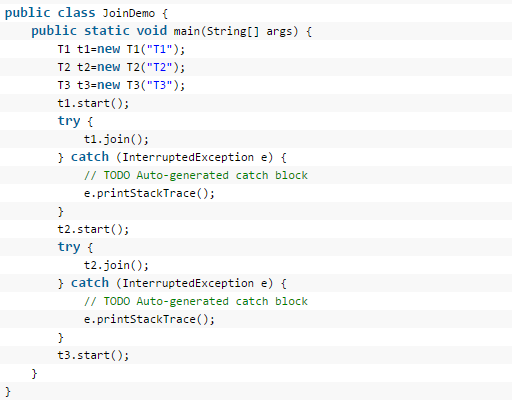 public class JoinDemo {
    public static void main(String[] args) {
        T1 t1=new T1("T1");
        T2 t2=new T2("T2");
        T3 t3=new T3("T3");
        t1.start();
        try {
            t1.join();
        } catch (InterruptedException e) {
            // TODO Auto-generated catch block
            e.printStackTrace();
        }
        t2.start();
        try {
            t2.join();
        } catch (InterruptedException e) {
            // TODO Auto-generated catch block
            e.printStackTrace();
        }
        t3.start();
    }
}